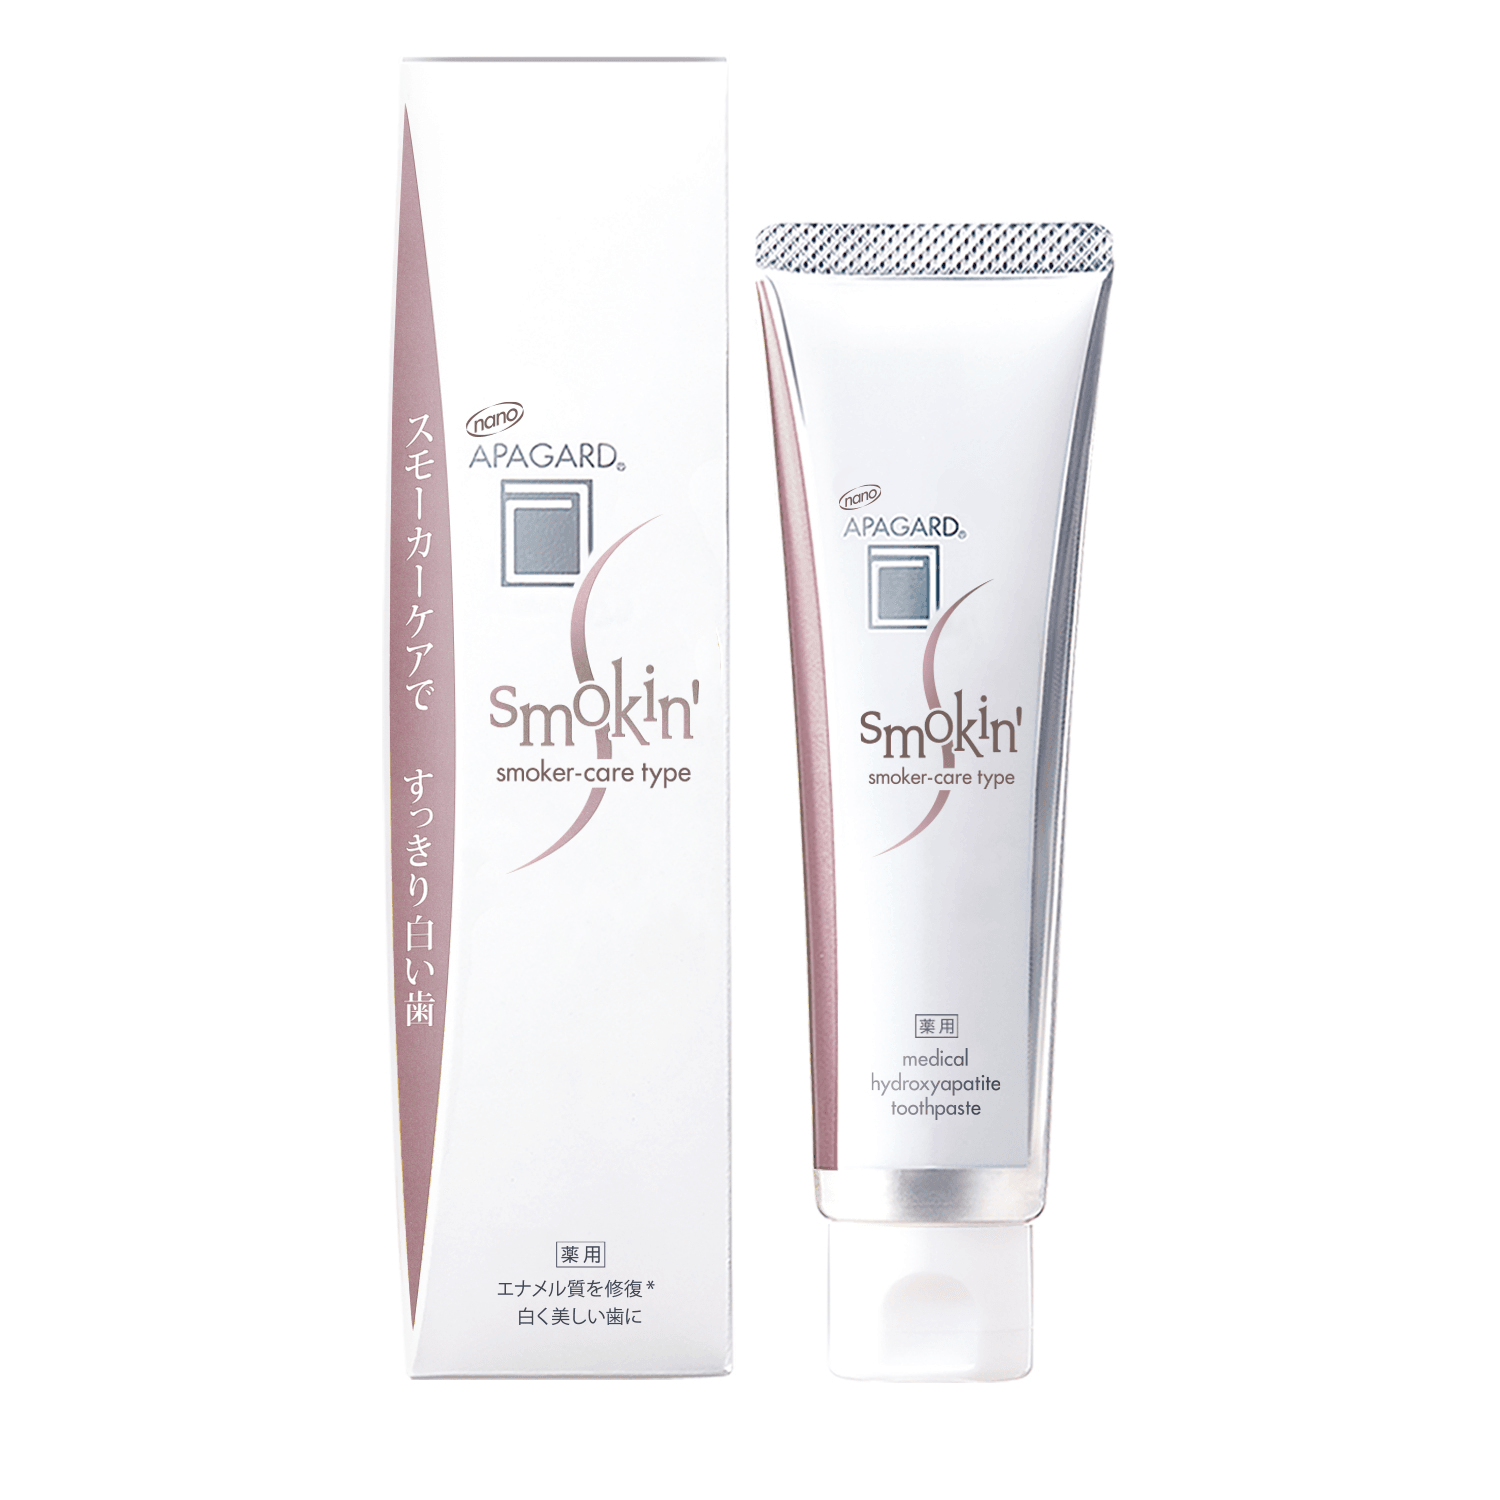 スモーカーケアで すっきり白い歯
nano
APAGARD®
smokin'
smoker-care type
薬用
エナメル質を修復*
白く美しい歯に
nano
APAGARD®
smokin'
smoker-care type
薬用
medical
hydroxyapatite
toothpaste